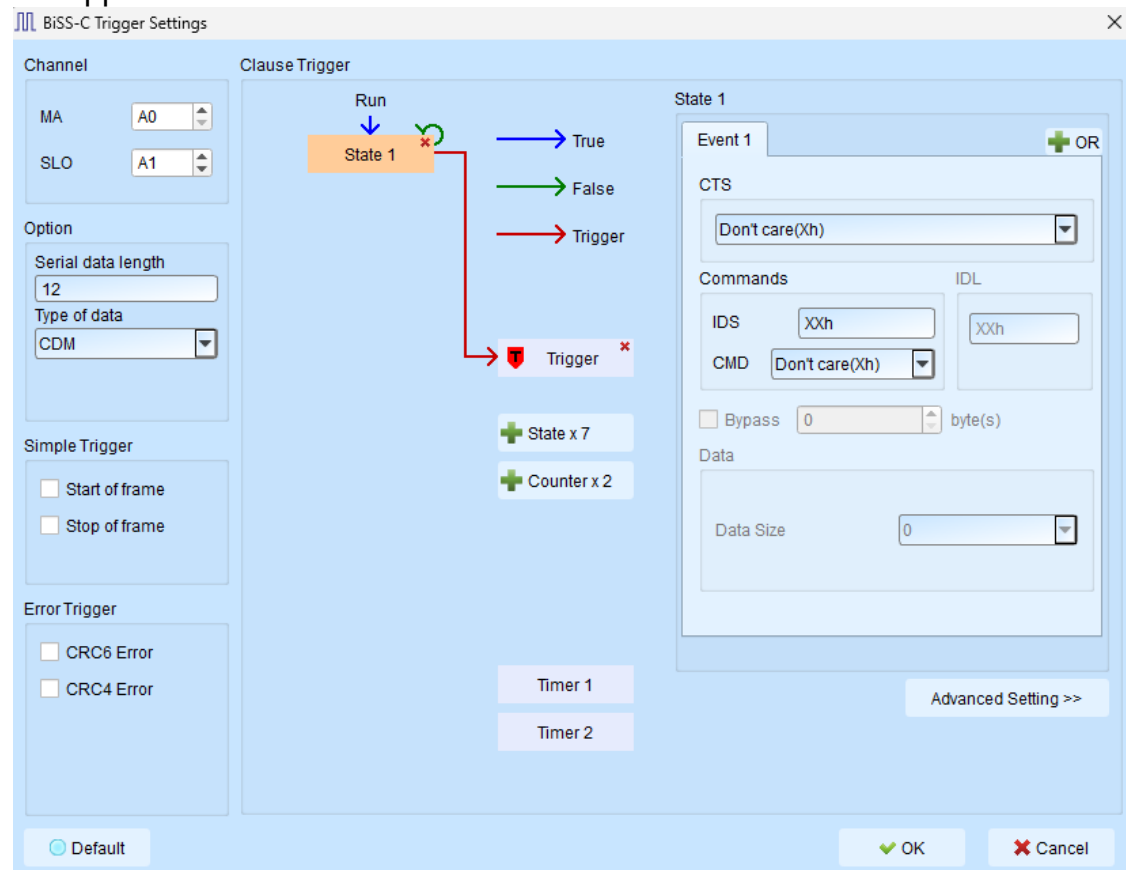 BiSS-C Trigger Settings
Channel
MA A0
SLO A1
Option
Serial data length
12
Type of data
CDM
Simple Trigger
Start of frame
Stop of frame
Error Trigger
CRC6 Error
CRC4 Error
Default
Clause Trigger
Run
State 1
True
False
Trigger
T Trigger
State x 7
Counter x 2
Timer 1
Timer 2
State 1
Event 1
OR
CTS
Don't care(Xh)
Commands
IDS XXh
CMD Don't care(Xh)
IDL
XXh
Bypass 0 byte(s)
Data
Data Size 0
Advanced Setting >>
OK
Cancel